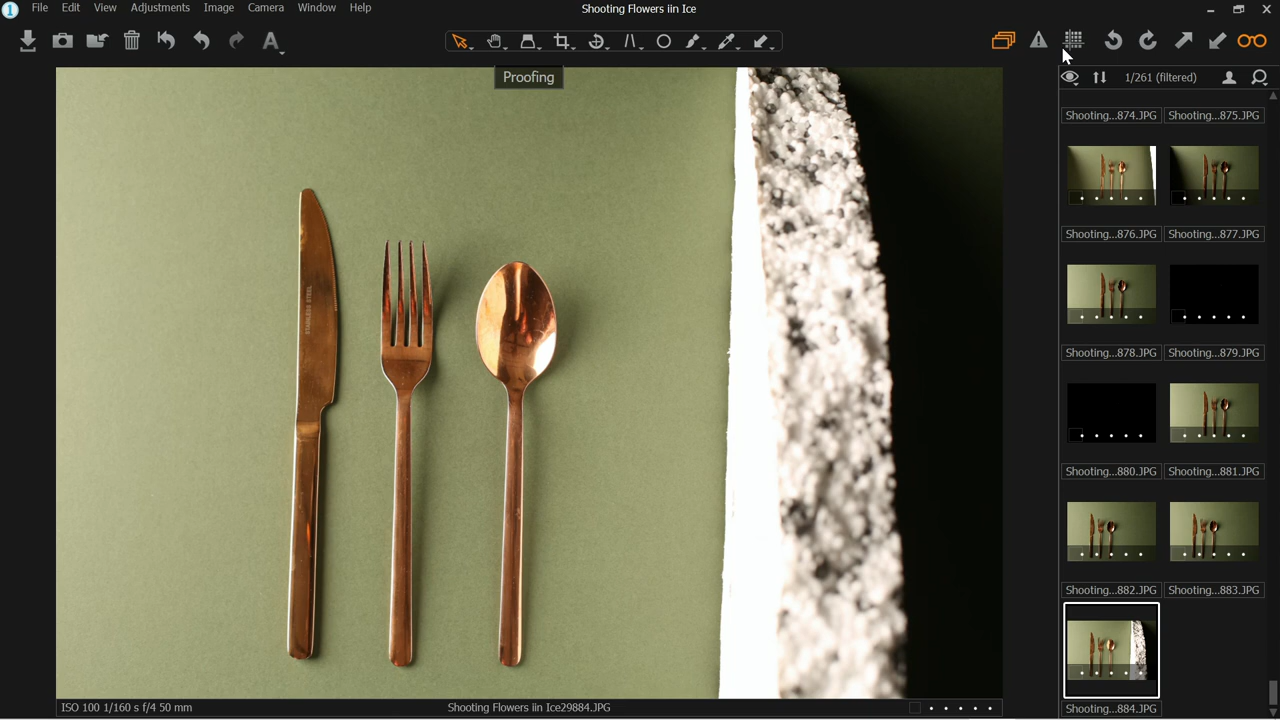 1
File Edit View Adjustments Image Camera Window Help
Shooting Flowers iin Ice
A
Proofing
1/261 (filtered)
Shooting...874.JPG Shooting...875.JPG
Shooting...876.JPG Shooting...877.JPG
Shooting...878.JPG Shooting...879.JPG
Shooting...880.JPG Shooting...881.JPG
Shooting...882.JPG Shooting...883.JPG
Shooting...884.JPG
STAINLESS STEEL
ISO 100 1/160 s f/4 50 mm
Shooting Flowers iin Ice29884.JPG